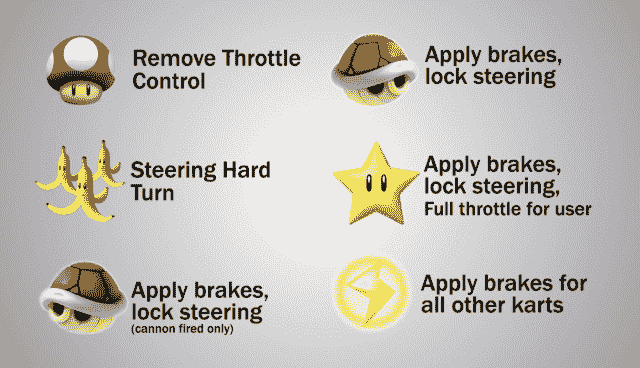 Remove Throttle
Control
Apply brakes,
lock steering
Steering Hard
Turn
Apply brakes,
lock steering,
Full throttle for user
Apply brakes,
lock steering
(cannon fired only)
Apply brakes for
all other karts